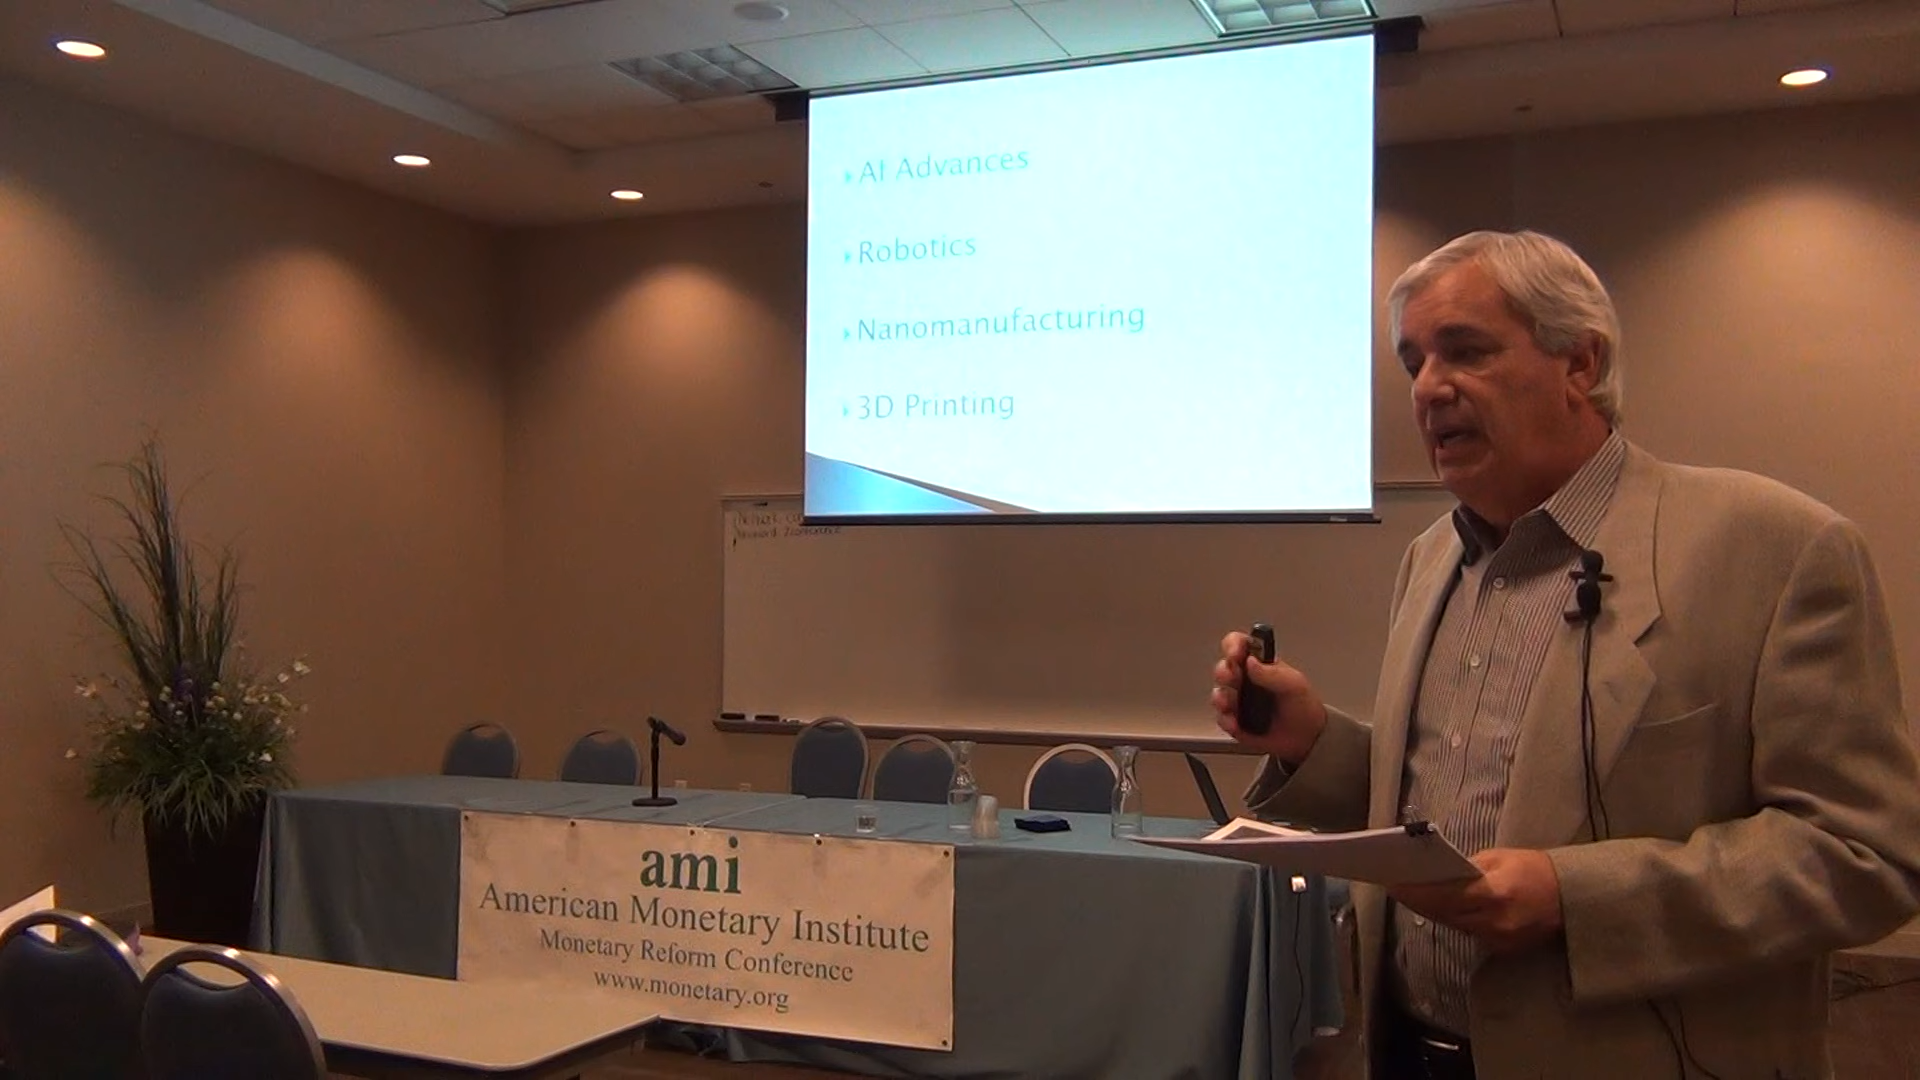 AI Advances
Robotics
Nanomanufacturing
3D Printing
ami
American Monetary Institute
Monetary Reform Conference
www.monetary.org